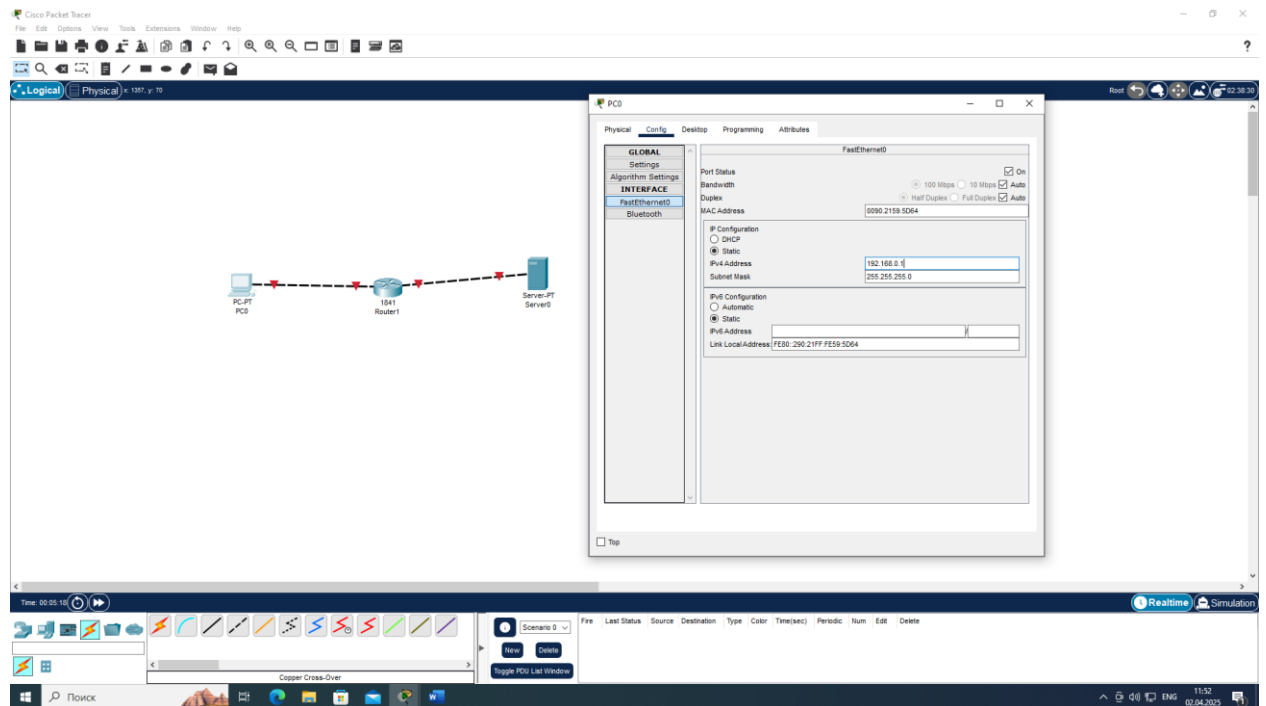 Cisco Packet Tracer
File Edit Options View Tools Extensions Window Help
?
Logical Physical x: 1357, y: 70
Root 02:38:30
PC0
Physical Config Desktop Programming Attributes
GLOBAL
Settings
Algorithm Settings
INTERFACE
FastEthernet0
Bluetooth
FastEthernet0
Port Status On
Bandwidth 100 Mbps 10 Mbps Auto
Duplex Half Duplex Full Duplex Auto
MAC Address 0090.2159.5D64
IP Configuration
DHCP
Static
IPv4 Address 192.168.0.1
Subnet Mask 255.255.255.0
IPv6 Configuration
Automatic
Static
IPv6 Address /
Link Local Address: FE80::290:21FF:FE59:5D64
Top
PC-PT
PC0
1841
Router1
Server-PT
Server0
Time: 00:05:18
Realtime Simulation
Scenario 0
New Delete
Toggle PDU List Window
Fire Last Status Source Destination Type Color Time(sec) Periodic Num Edit Delete
Copper Cross-Over
Поиск
ENG
11:52
02.04.2025